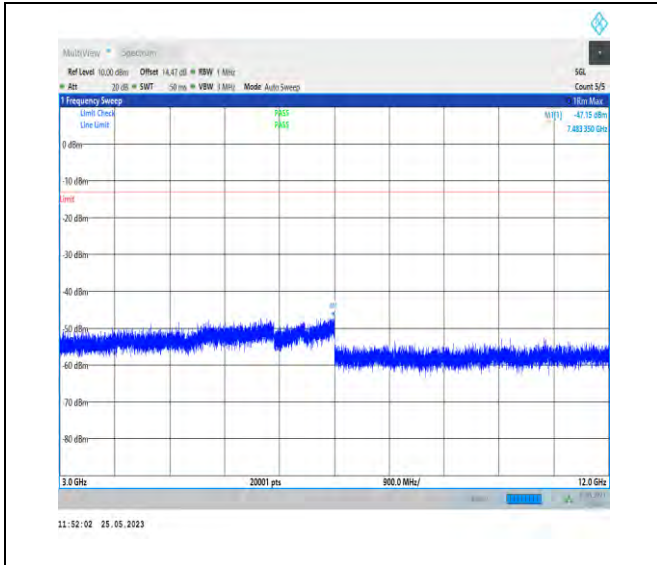 MultiView Spectrum
Ref Level 10.00 dBm Offset 14.47 dB RBW 1 MHz SGL
Att 20 dB SWT 50 ms VBW 3 MHz Mode Auto Sweep Count 5/5
1 Frequency Sweep 1Rm Max
Limit Check PASS M1[1] -47.15 dBm
Line Limit PASS 7.483 350 GHz
0 dBm
-10 dBm
Limit
-20 dBm
-30 dBm
-40 dBm
M1
-50 dBm
-60 dBm
-70 dBm
-80 dBm
3.0 GHz 20001 pts 900.0 MHz/ 12.0 GHz
11:52:02 25.05.2023